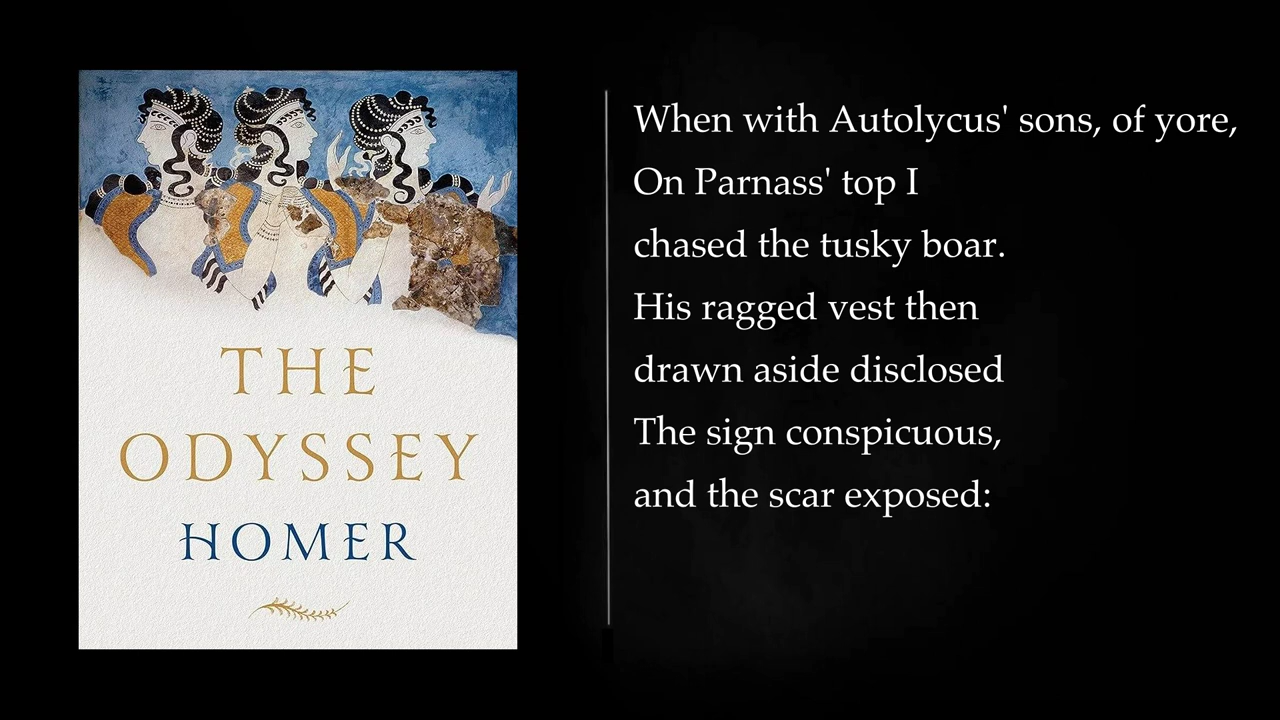 THE
ODYSSEY
HOMER
When with Autolycus' sons, of yore,
On Parnass' top I
chased the tusky boar.
His ragged vest then
drawn aside disclosed
The sign conspicuous,
and the scar exposed: